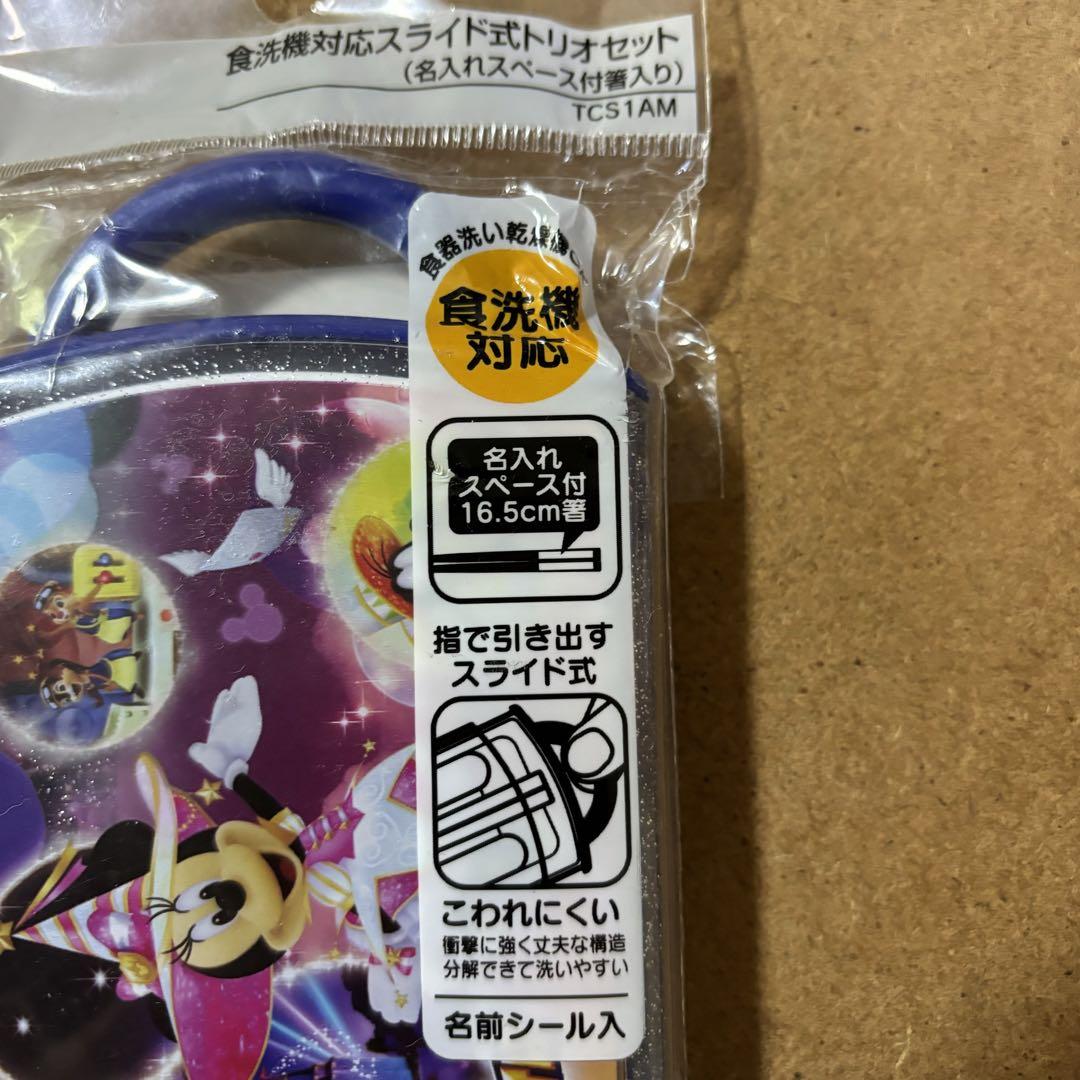 食洗機対応スライド式トリオセット
(名入れスペース付箸入り)
TCS1AM
食器洗い乾燥機OK
食洗機
対応
名入れ
スペース付
16.5cm箸
指で引き出す
スライド式
こわれにくい
衝撃に強く丈夫な構造
分解できて洗いやすい
名前シール入